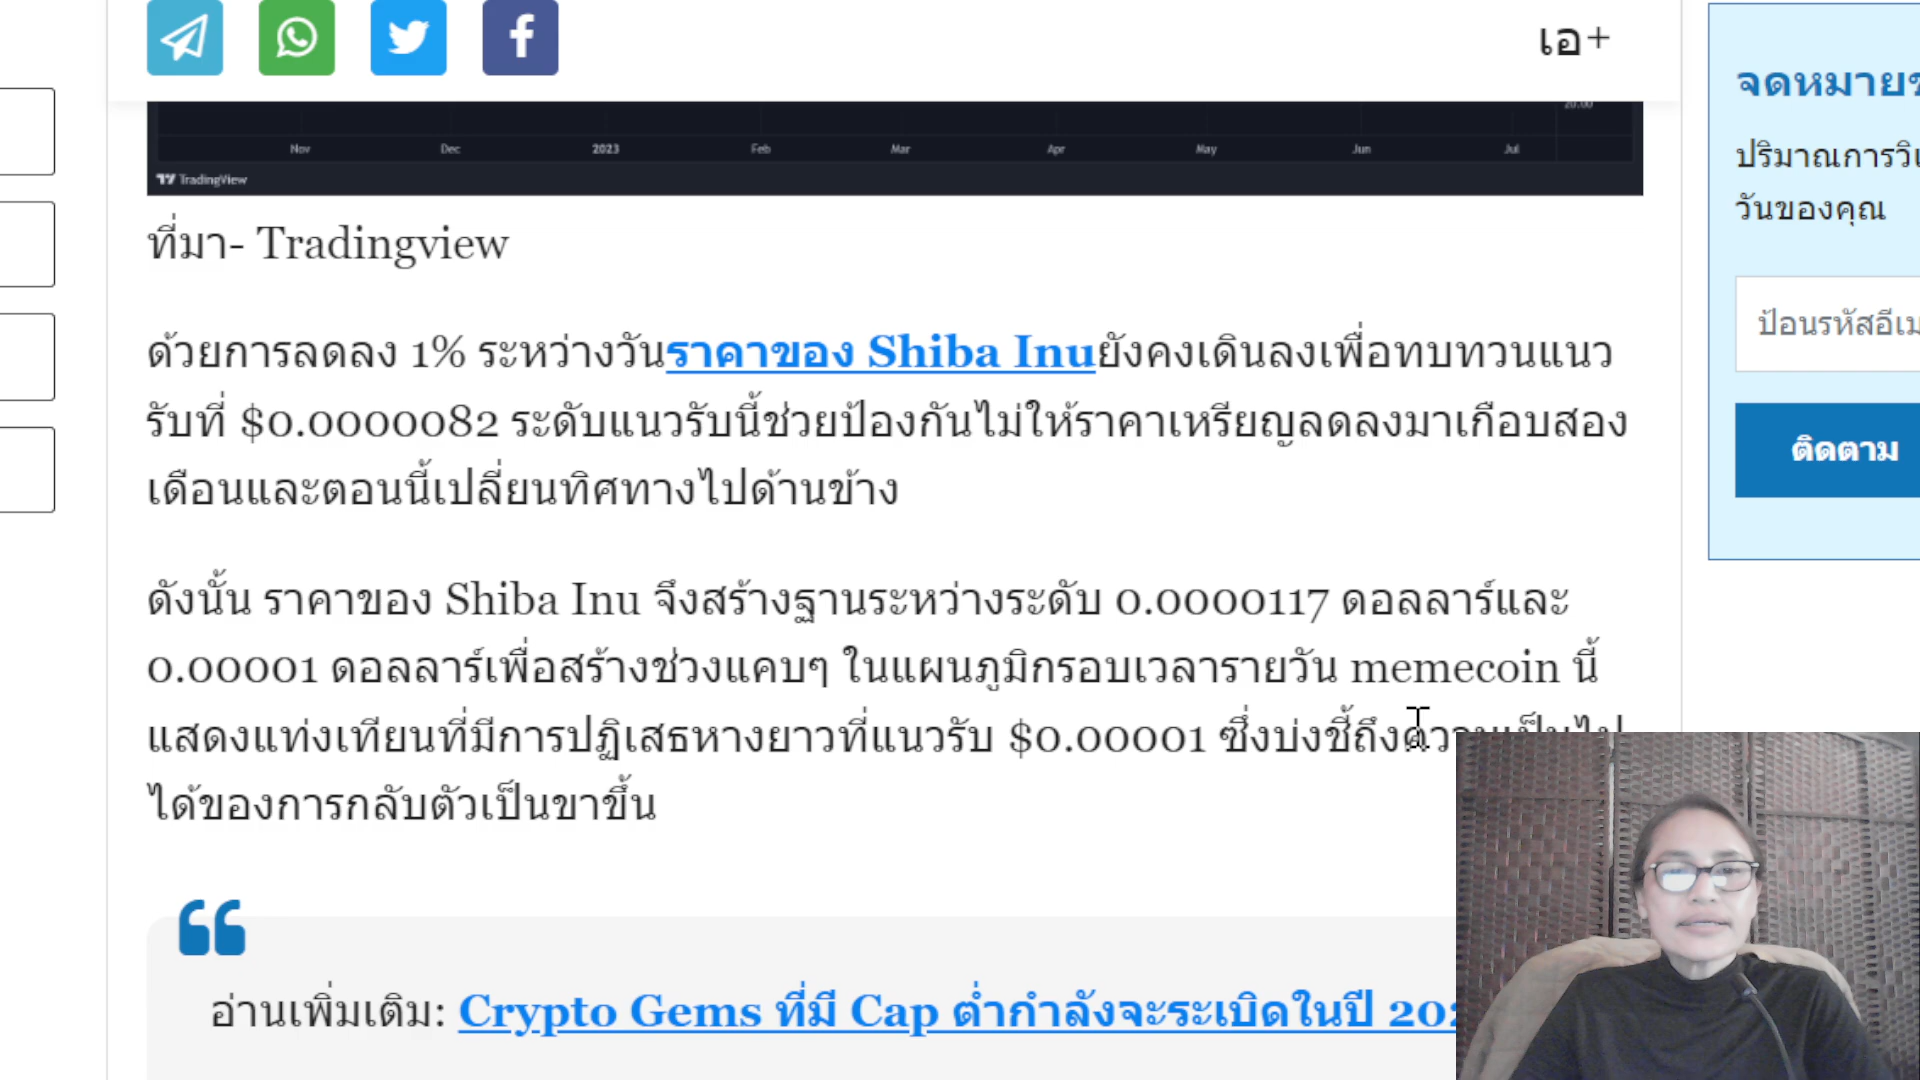 เอ+
20.00
Nov Dec 2023 Feb Mar Apr May Jun Jul
TradingView
ที่มา- Tradingview
ด้วยการลดลง 1% ระหว่างวันราคาของ Shiba Inuยังคงเดินลงเพื่อทบทวนแนว
รับที่ $0.0000082 ระดับแนวรับนี้ช่วยป้องกันไม่ให้ราคาเหรียญลดลงมาเกือบสอง
เดือนและตอนนี้เปลี่ยนทิศทางไปด้านข้าง
ดังนั้น ราคาของ Shiba Inu จึงสร้างฐานระหว่างระดับ 0.0000117 ดอลลาร์และ
0.00001 ดอลลาร์เพื่อสร้างช่วงแคบๆ ในแผนภูมิกรอบเวลารายวัน memecoin นี้
แสดงแท่งเทียนที่มีการปฏิเสธหางยาวที่แนวรับ $0.00001 ซึ่งบ่งชี้ถึงความเป็นไป
ได้ของการกลับตัวเป็นขาขึ้น
อ่านเพิ่มเติม: Crypto Gems ที่มี Cap ต่ำกำลังจะระเบิดในปี
จดหมาย
ปริมาณการ
วันของคุณ
ป้อนรหัส
ติดตาม